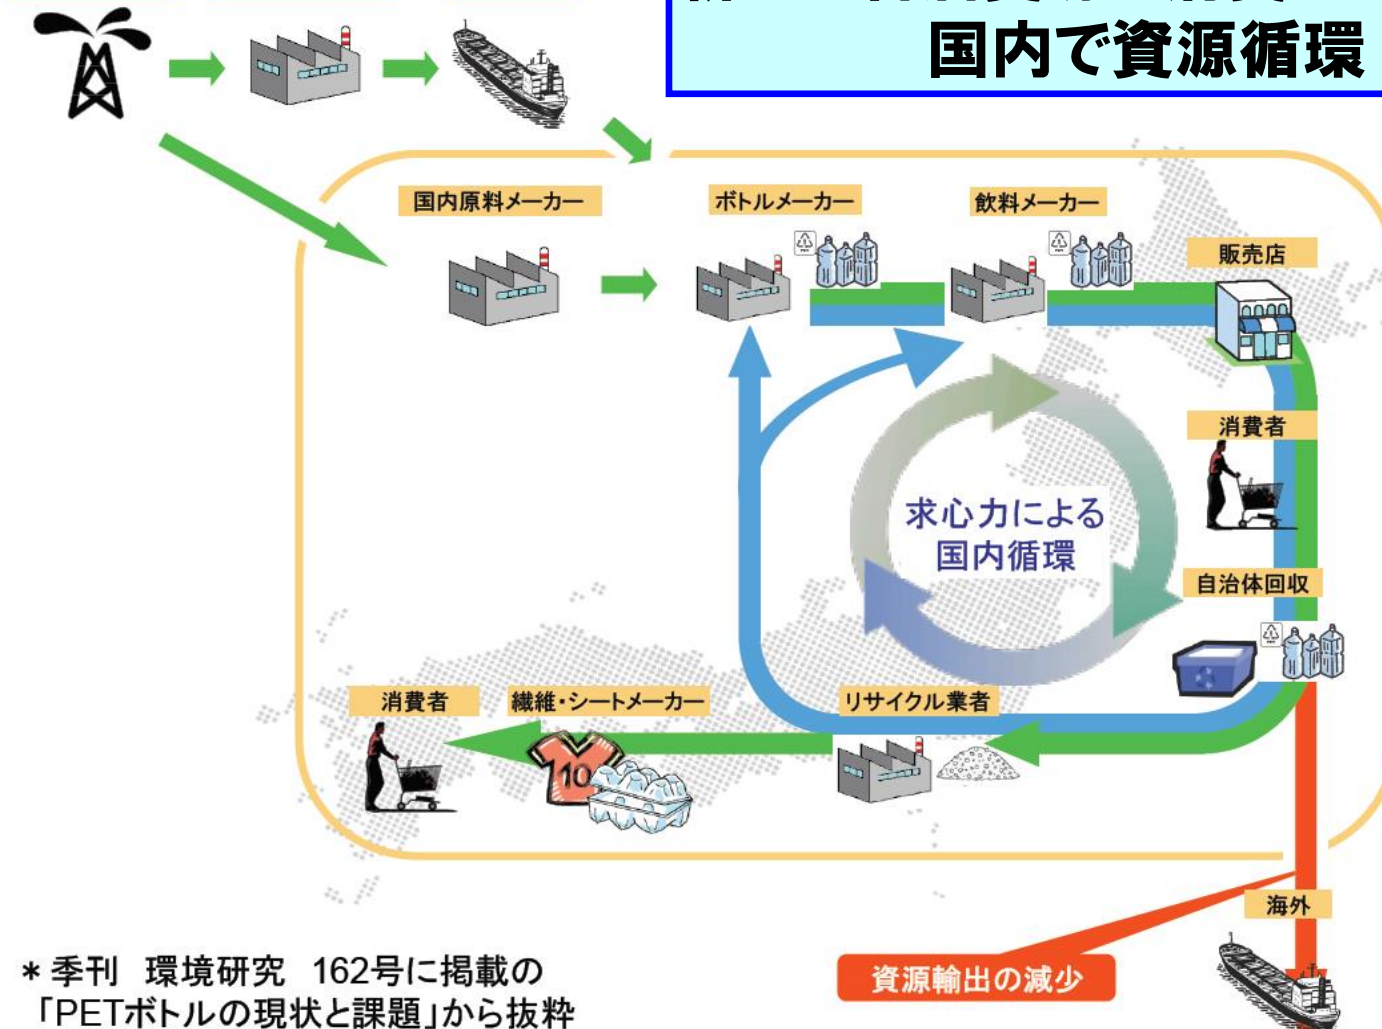 国内で資源循環
国内原料メーカー
ボトルメーカー
飲料メーカー
販売店
消費者
求心力による
国内循環
自治体回収
消費者
繊維・シートメーカー
リサイクル業者
10
海外
資源輸出の減少
＊季刊　環境研究　162号に掲載の
「PETボトルの現状と課題」から抜粋